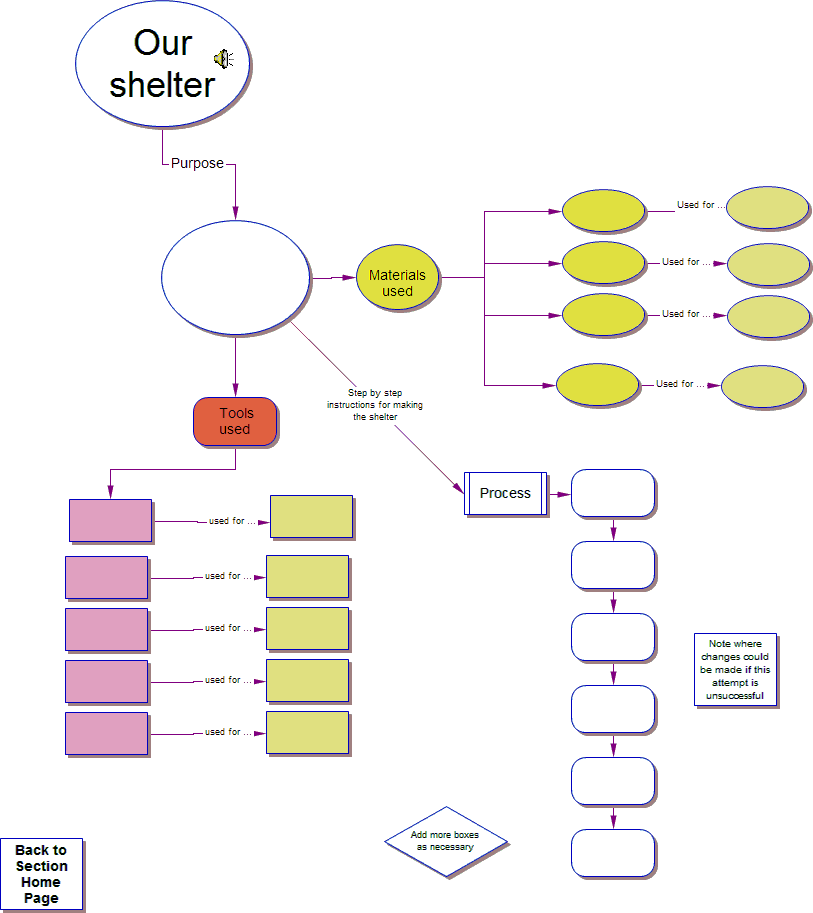 Our
shelter
Purpose
Materials
used
Used for ...
Used for ...
Used for ...
Used for ...
Step by step
instructions for making
the shelter
Tools
used
used for ...
used for ...
used for ...
used for ...
used for ...
Process
Note where
changes could
be made if this
attempt is
unsuccessful
Add more boxes
as necessary
Back to
Section
Home
Page